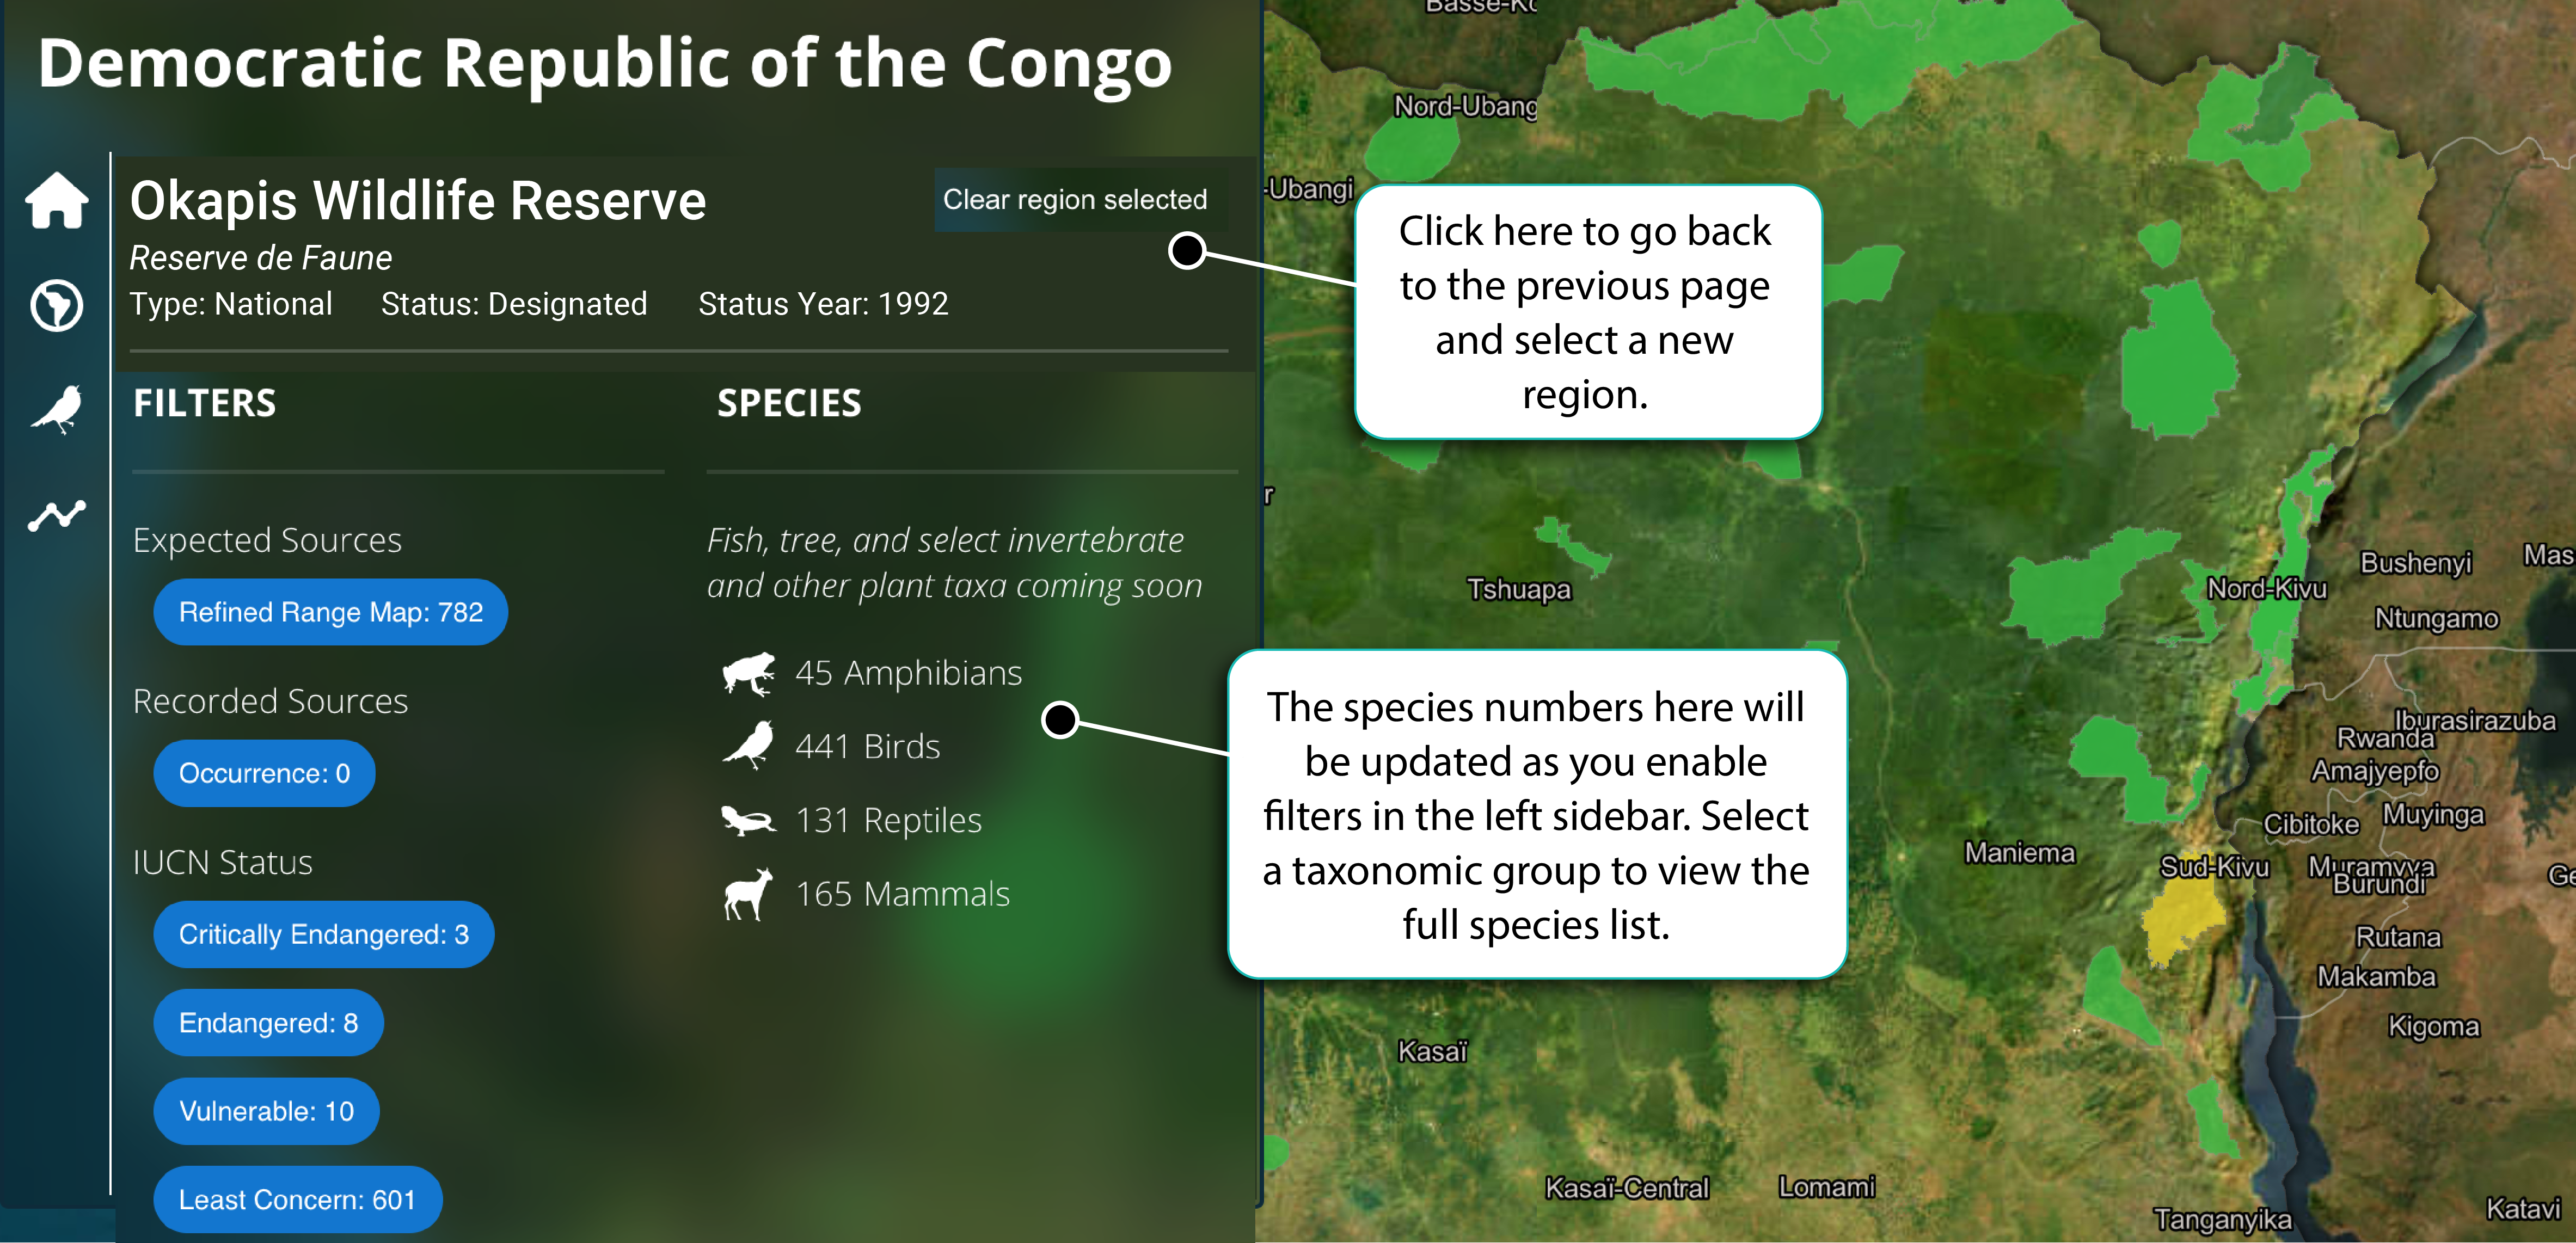 Democratic Republic of the Congo
Okapis Wildlife Reserve
Clear region selected
Reserve de Faune
Type: National Status: Designated Status Year: 1992
FILTERS
SPECIES
Expected Sources
Refined Range Map: 782
Recorded Sources
Occurrence: 0
IUCN Status
Critically Endangered: 3
Endangered: 8
Vulnerable: 10
Least Concern: 601
Fish, tree, and select invertebrate
and other plant taxa coming soon
45 Amphibians
441 Birds
131 Reptiles
165 Mammals
Click here to go back
to the previous page
and select a new
region.
The species numbers here will
be updated as you enable
filters in the left sidebar. Select
a taxonomic group to view the
full species list.
Nord-Ubang
-Ubangi
r
Tshuapa
Nord-Kivu
Bushenyi
Mas
Ntungamo
Iburasirazuba
Rwanda
Amajyepfo
Cibitoke
Muyinga
Maniema
Sud-Kivu
Muramvya
Burundi
Ge
Rutana
Makamba
Kigoma
Kasaï
Kasaï-Central
Lomami
Tanganyika
Katavi